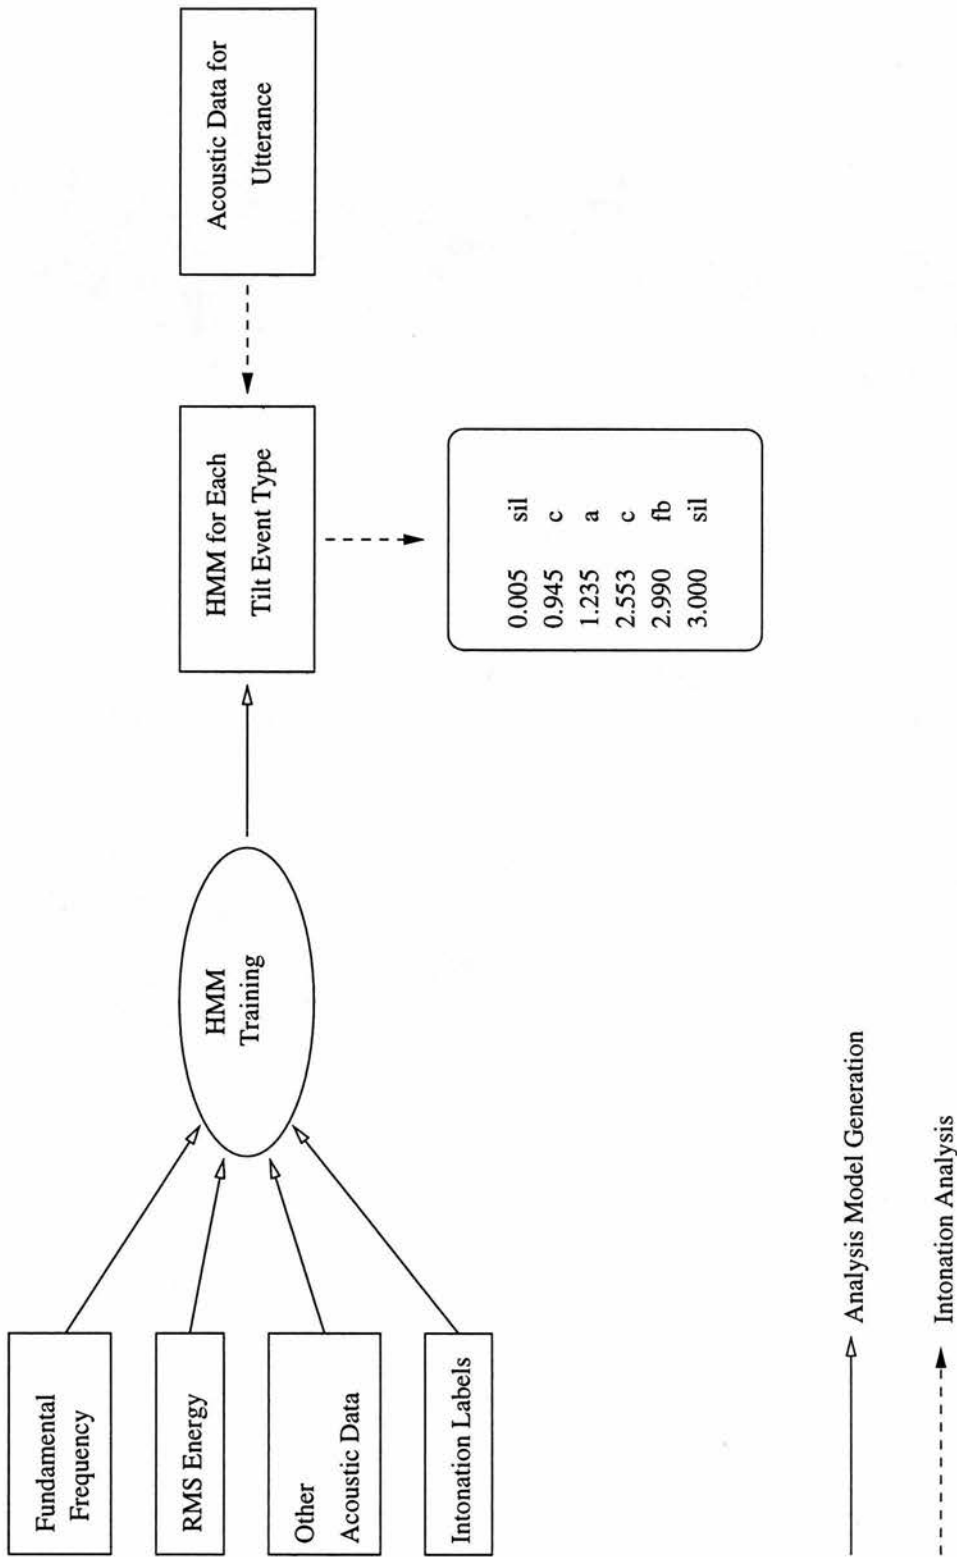 Fundamental
Frequency
RMS Energy
Other
Acoustic Data
Intonation Labels
HMM
Training
HMM for Each
Tilt Event Type
Acoustic Data for
Utterance
0.005 sil
0.945 c
1.235 a
2.553 c
2.990 fb
3.000 sil
Analysis Model Generation
Intonation Analysis